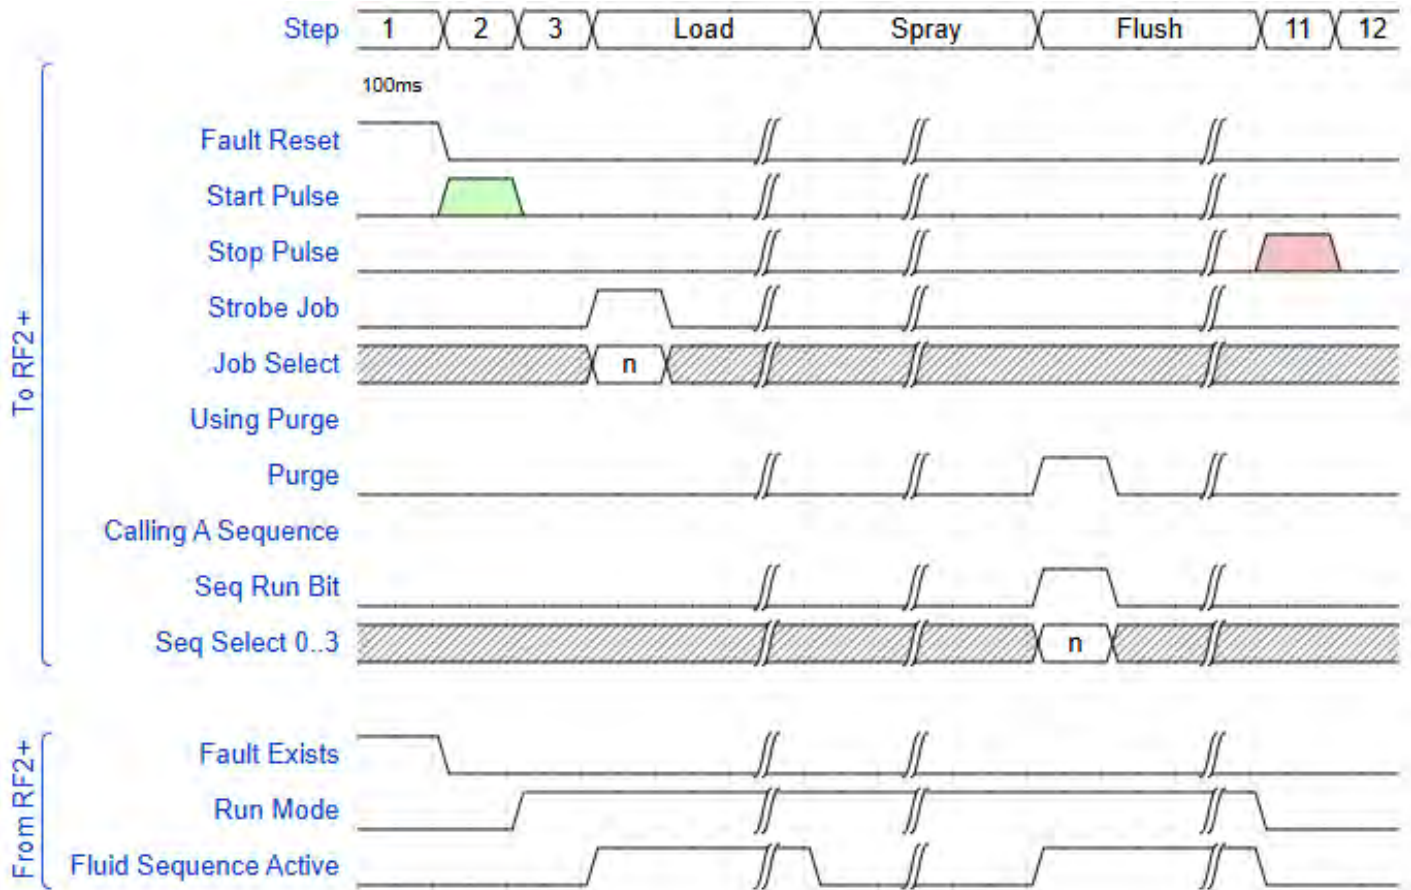 Step 1 2 3 Load Spray Flush 11 12
100ms
To RF2+
Fault Reset
Start Pulse
Stop Pulse
Strobe Job
Job Select n
Using Purge
Purge
Calling A Sequence
Seq Run Bit
Seq Select 0..3 n
From RF2+
Fault Exists
Run Mode
Fluid Sequence Active